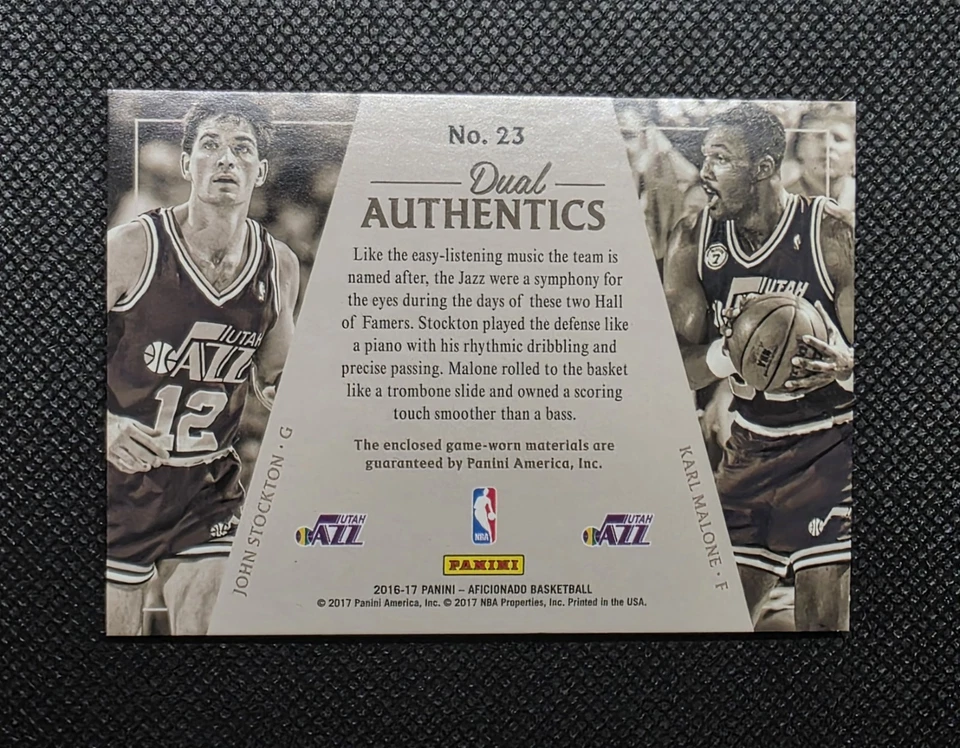 No. 23
Dual
AUTHENTICS
Like the easy-listening music the team is
named after, the Jazz were a symphony for
the eyes during the days of these two Hall
of Famers. Stockton played the defense like
a piano with his rhythmic dribbling and
precise passing. Malone rolled to the basket
like a trombone slide and owned a scoring
touch smoother than a bass.
The enclosed game-worn materials are
guaranteed by Panini America, Inc.
JOHN STOCKTON · G
KARL MALONE · F
UTAH
JAZZ
12
UTAH
7
UTAH
JAZZ
NBA
UTAH
JAZZ
PANINI
2016-17 PANINI – AFICIONADO BASKETBALL
© 2017 Panini America, Inc. © 2017 NBA Properties, Inc. Printed in the USA.